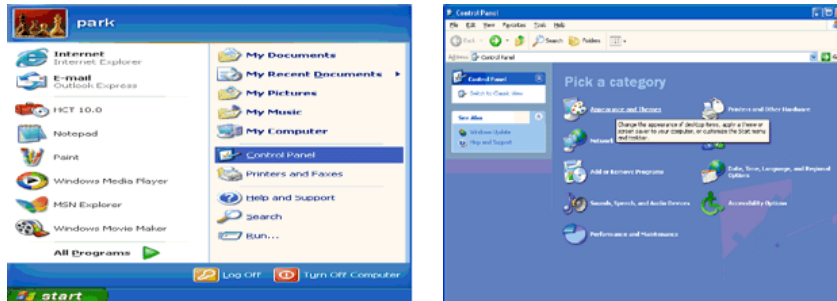 park
Internet
Internet Explorer
E-mail
Outlook Express
HCT 10.0
Notepad
Paint
Windows Media Player
MSN Explorer
Windows Movie Maker
All Programs
My Documents
My Recent Documents
My Pictures
My Music
My Computer
Control Panel
Printers and Faxes
Help and Support
Search
Run...
Log Off
Turn Off Computer
start
Control Panel
File Edit View Favorites Tools Help
Back
Search
Folders
Address
Control Panel
Go
Control Panel
Switch to Classic View
See Also
Windows Update
Help and Support
Pick a category
Appearance and Themes
Printers and Other Hardware
Change the appearance of desktop items, apply a theme or
screen saver to your computer, or customize the Start menu
and taskbar.
Network
Add or Remove Programs
Date, Time, Language, and Regional
Options
Sounds, Speech, and Audio Devices
Accessibility Options
Performance and Maintenance